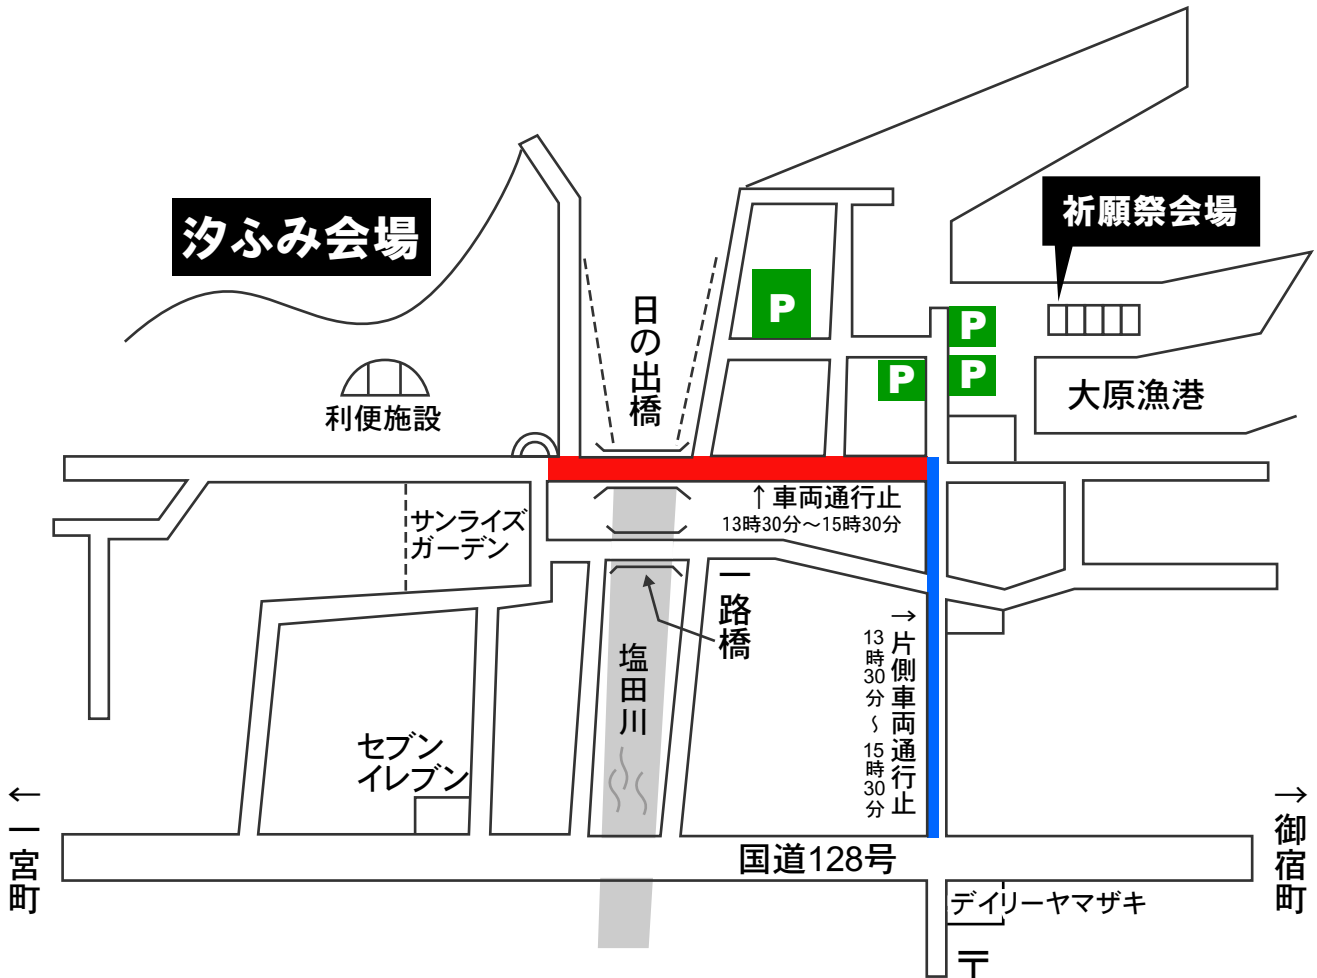 汐ふみ会場
祈願祭会場
日の出橋
P
P
P
P
大原漁港
利便施設
↑車両通行止
13時30分～15時30分
サンライズ
ガーデン
一路橋
塩田川
→片側車両通行止
13時30分～15時30分
セブン
イレブン
←一宮町
→御宿町
国道128号
デイリーヤマザキ
〒